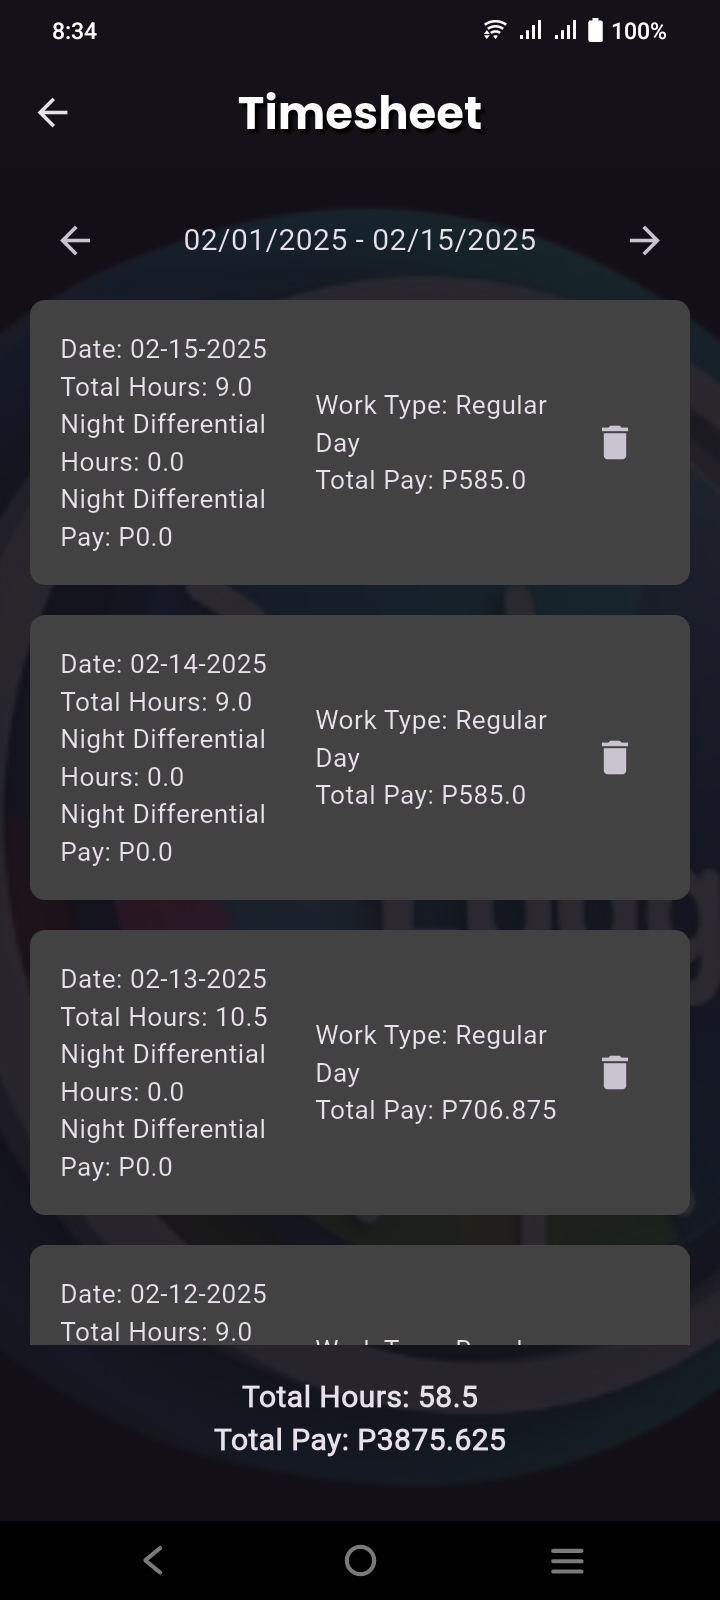 8:34
100%
Timesheet
02/01/2025 - 02/15/2025
Date: 02-15-2025
Total Hours: 9.0
Night Differential
Hours: 0.0
Night Differential
Pay: P0.0
Work Type: Regular
Day
Total Pay: P585.0
Date: 02-14-2025
Total Hours: 9.0
Night Differential
Hours: 0.0
Night Differential
Pay: P0.0
Work Type: Regular
Day
Total Pay: P585.0
Date: 02-13-2025
Total Hours: 10.5
Night Differential
Hours: 0.0
Night Differential
Pay: P0.0
Work Type: Regular
Day
Total Pay: P706.875
Date: 02-12-2025
Total Hours: 9.0
Total Hours: 58.5
Total Pay: P3875.625